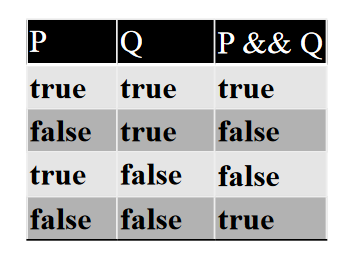 P Q P && Q
true true true
false true false
true false false
false false true